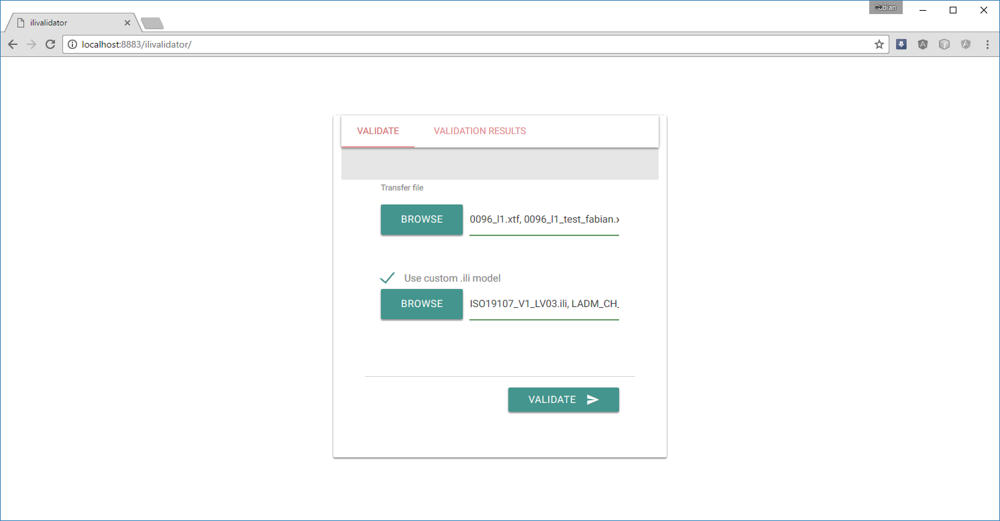 Fabian
ilivalidator
localhost:8883/ilivalidator/
VALIDATE VALIDATION RESULTS
Transfer file
BROWSE 0096_l1.xtf, 0096_l1_test_fabian.x
Use custom .ili model
BROWSE ISO19107_V1_LV03.ili, LADM_CH_
VALIDATE